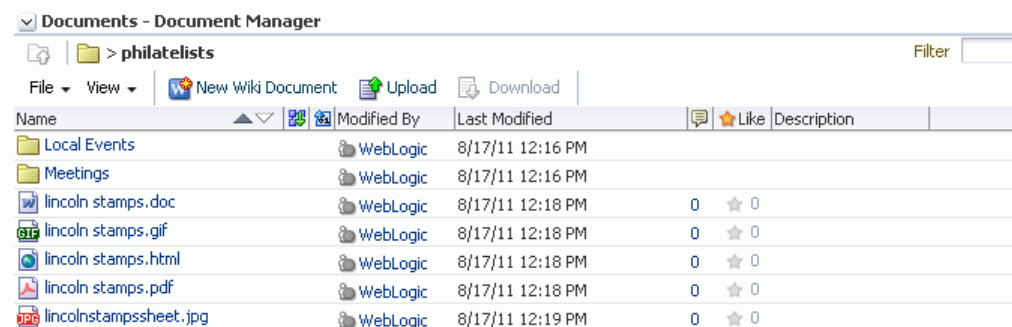 Documents - Document Manager
> philatelists Filter
File View New Wiki Document Upload Download
Name Modified By Last Modified Like Description
Local Events WebLogic 8/17/11 12:16 PM
Meetings WebLogic 8/17/11 12:16 PM
lincoln stamps.doc WebLogic 8/17/11 12:18 PM 0 0
lincoln stamps.gif WebLogic 8/17/11 12:18 PM 0 0
lincoln stamps.html WebLogic 8/17/11 12:18 PM 0 0
lincoln stamps.pdf WebLogic 8/17/11 12:18 PM 0 0
lincolnstampssheet.jpg WebLogic 8/17/11 12:19 PM 0 0